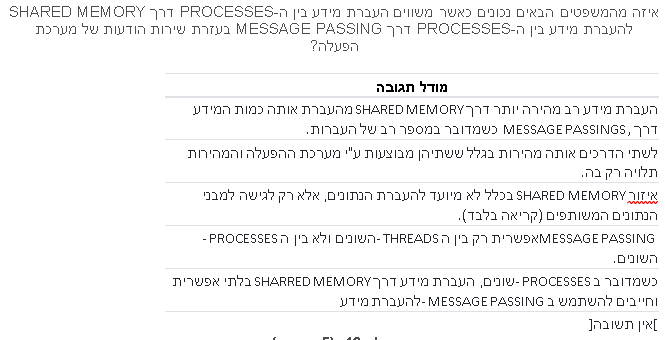 איזה מהמשפטים הבאים נכונים כאשר משווים העברת מידע בין ה-PROCESSES דרך SHARED MEMORY
להעברת מידע בין ה-PROCESSES דרך MESSAGE PASSING בעזרת שירות הודעות של מערכת
הפעלה?
מודל תגובה
העברת מידע רב מהירה יותר דרך SHARED MEMORY מהעברת אותה כמות המידע
דרך MESSAGE PASSINGS, כשמדובר במספר רב של העברות.
לשתי הדרכים אותה מהירות בגלל ששתיהן מבוצעות ע"י מערכת ההפעלה והמהירות
תלויה רק בה.
איזור SHARED MEMORY בכלל לא מיועד להעברת הנתונים, אלא רק לגישה למבני
הנתונים המשותפים (קריאה בלבד).
MESSAGE PASSING אפשרית רק בין ה THREADS- השונים ולא בין ה PROCESSES-
השונים.
כשמדובר ב PROCESSES -שונים, העברת מידע דרך SHARRED MEMORY בלתי אפשרית
וחייבים להשתמש ב MESSAGE PASSING -להעברת מידע
]אין תשובה[